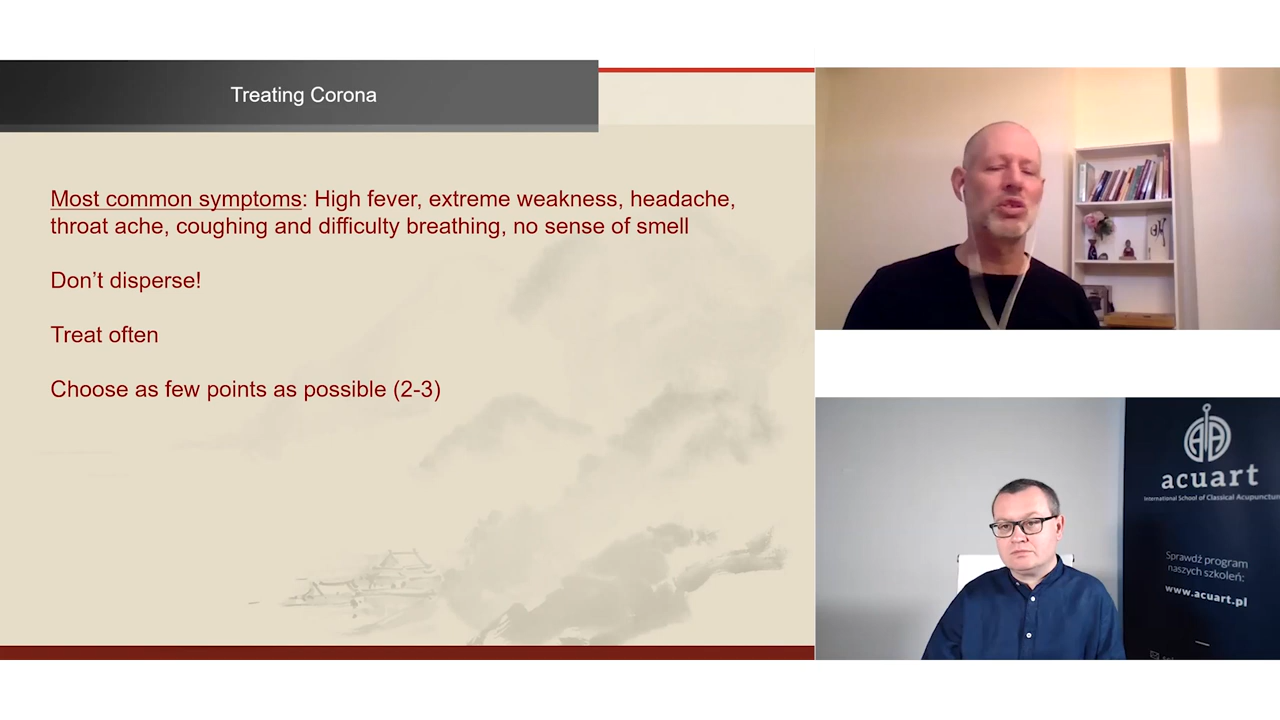 Treating Corona
Most common symptoms: High fever, extreme weakness, headache,
throat ache, coughing and difficulty breathing, no sense of smell
Don’t disperse!
Treat often
Choose as few points as possible (2-3)
acuart
International School of Classical Acupunctur
Sprawdź program
naszych szkoleń:
www.acuart.pl